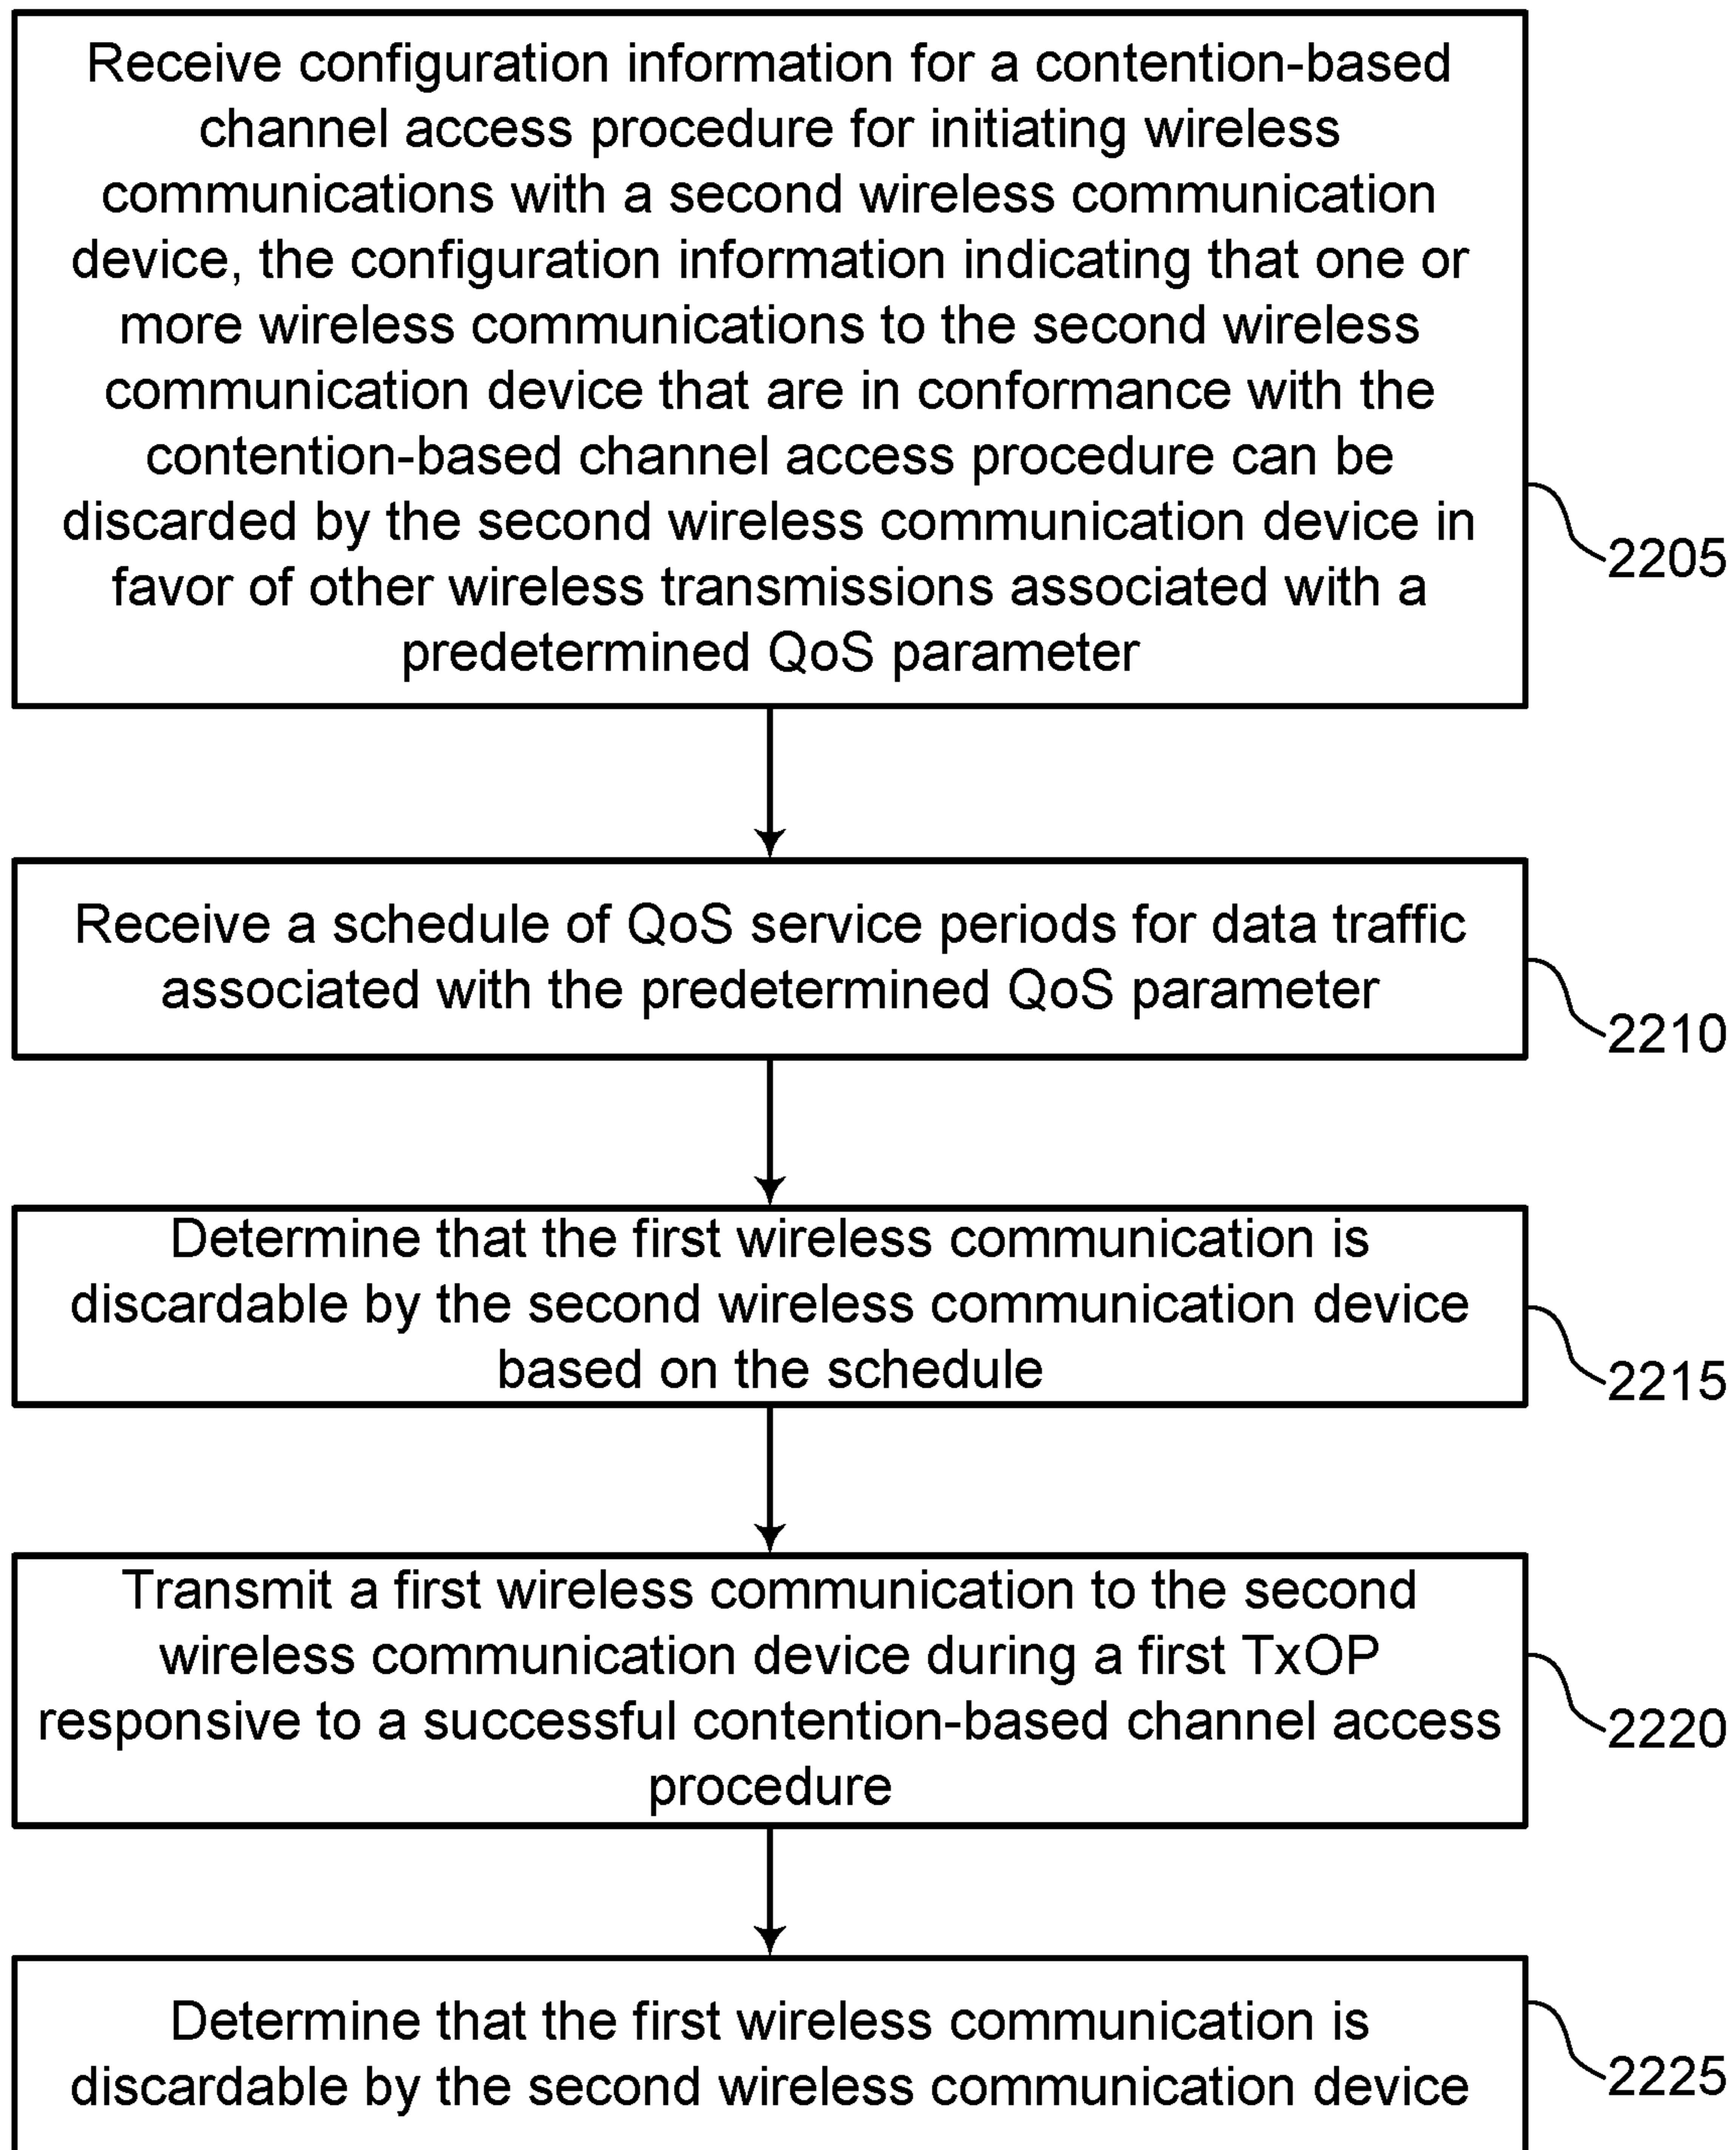 Receive configuration information for a contention-based
channel access procedure for initiating wireless
communications with a second wireless communication
device, the configuration information indicating that one or
more wireless communications to the second wireless
communication device that are in conformance with the
contention-based channel access procedure can be
discarded by the second wireless communication device in
favor of other wireless transmissions associated with a
predetermined QoS parameter
2205
Receive a schedule of QoS service periods for data traffic
associated with the predetermined QoS parameter
2210
Determine that the first wireless communication is
discardable by the second wireless communication device
based on the schedule
2215
Transmit a first wireless communication to the second
wireless communication device during a first TxOP
responsive to a successful contention-based channel access
procedure
2220
Determine that the first wireless communication is
discardable by the second wireless communication device
2225